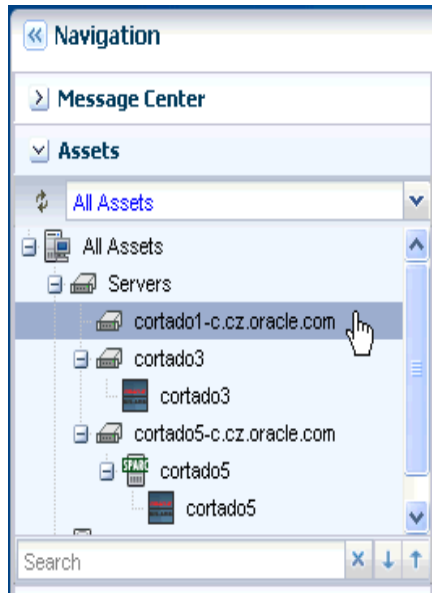 Navigation
Message Center
Assets
All Assets
All Assets
Servers
cortado1-c.cz.oracle.com
cortado3
cortado3
cortado5-c.cz.oracle.com
SPARC
cortado5
cortado5
Search